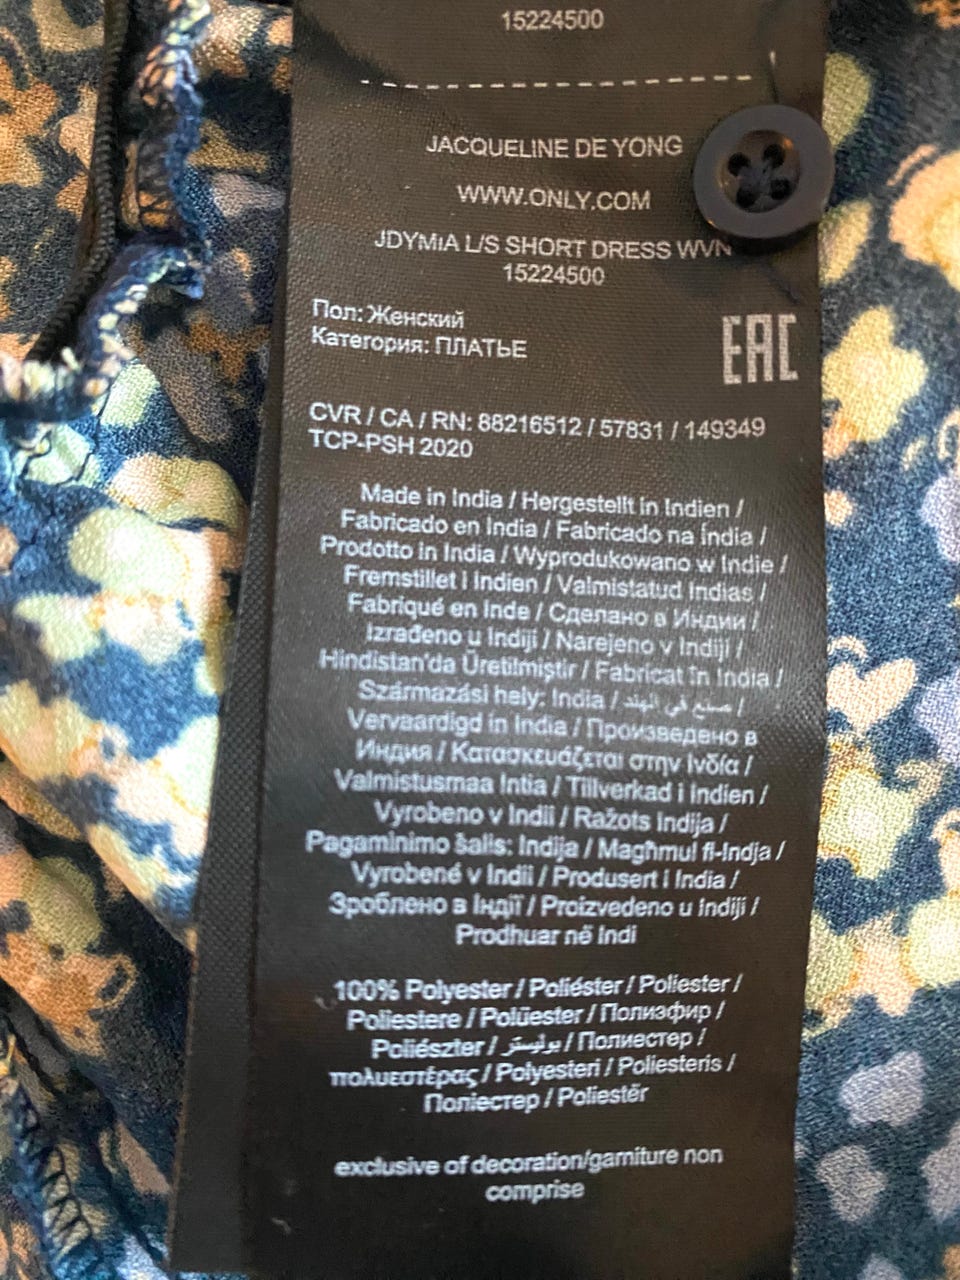 15224500
JACQUELINE DE YONG
WWW.ONLY.COM
JDYMIA L/S SHORT DRESS WVN
15224500
Пол: Женский
Категория: ПЛАТЬЕ
EAC
CVR / CA / RN: 88216512 / 57831 / 149349
TCP-PSH 2020
Made in India / Hergestellt in Indien /
Fabricado en India / Fabricado na Índia /
Prodotto in India / Wyprodukowano w Indie /
Fremstillet i Indien / Valmistatud Indias /
Fabriqué en Inde / Сделано в Индии /
Izrađeno u Indiji / Narejeno v Indiji /
Hindistan'da Üretilmiştir / Fabricat în India /
Származási hely: India / صنع في الهند /
Vervaardigd in India / Произведено в
Индия / Κατασκευάζεται στην Ινδία /
Valmistusmaa Intia / Tillverkad i Indien /
Vyrobeno v Indii / Ražots Indija /
Pagaminimo šalis: Indija / Magħmul fl-Indja /
Vyrobené v Indii / Produsert i India /
Зроблено в Індії / Proizvedeno u Indiji /
Prodhuar në Indi
100% Polyester / Poliéster / Poliester /
Poliestere / Polüester / Полиэфир /
Poliészter / بوليستر / Полиестер /
πολυεστέρας / Polyesteri / Poliesteris /
Поліестер / Poliestër
exclusive of decoration/garniture non
comprise